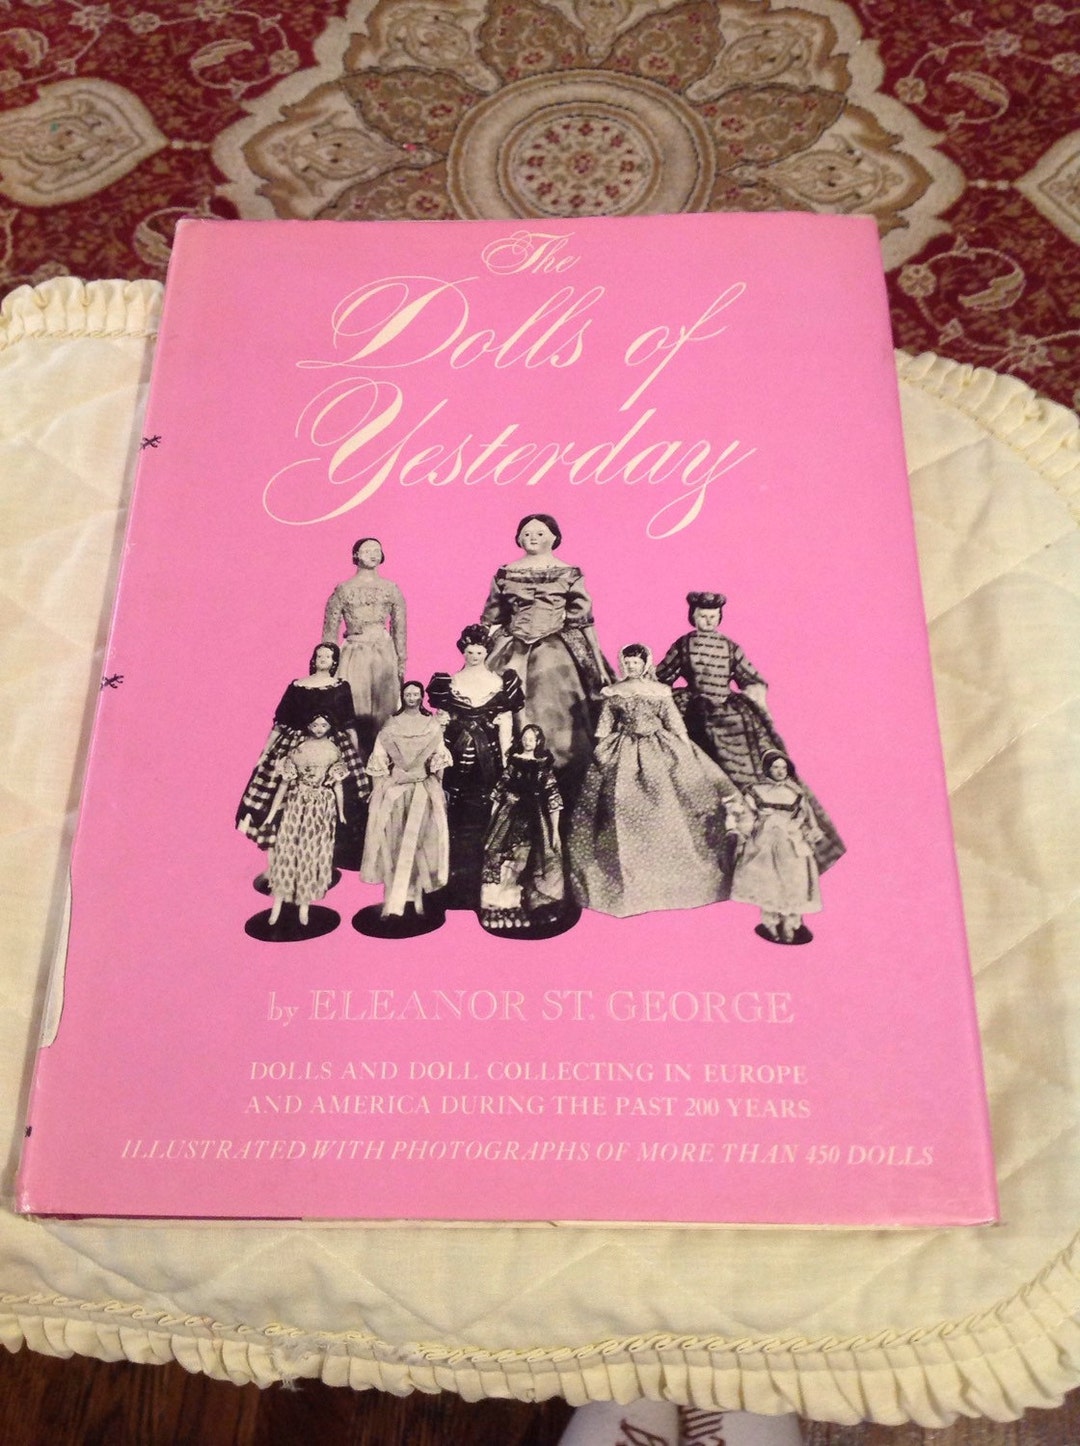 The
Dolls of
Yesterday
by ELEANOR ST. GEORGE
DOLLS AND DOLL COLLECTING IN EUROPE
AND AMERICA DURING THE PAST 200 YEARS
ILLUSTRATED WITH PHOTOGRAPHS OF MORE THAN 450 DOLLS